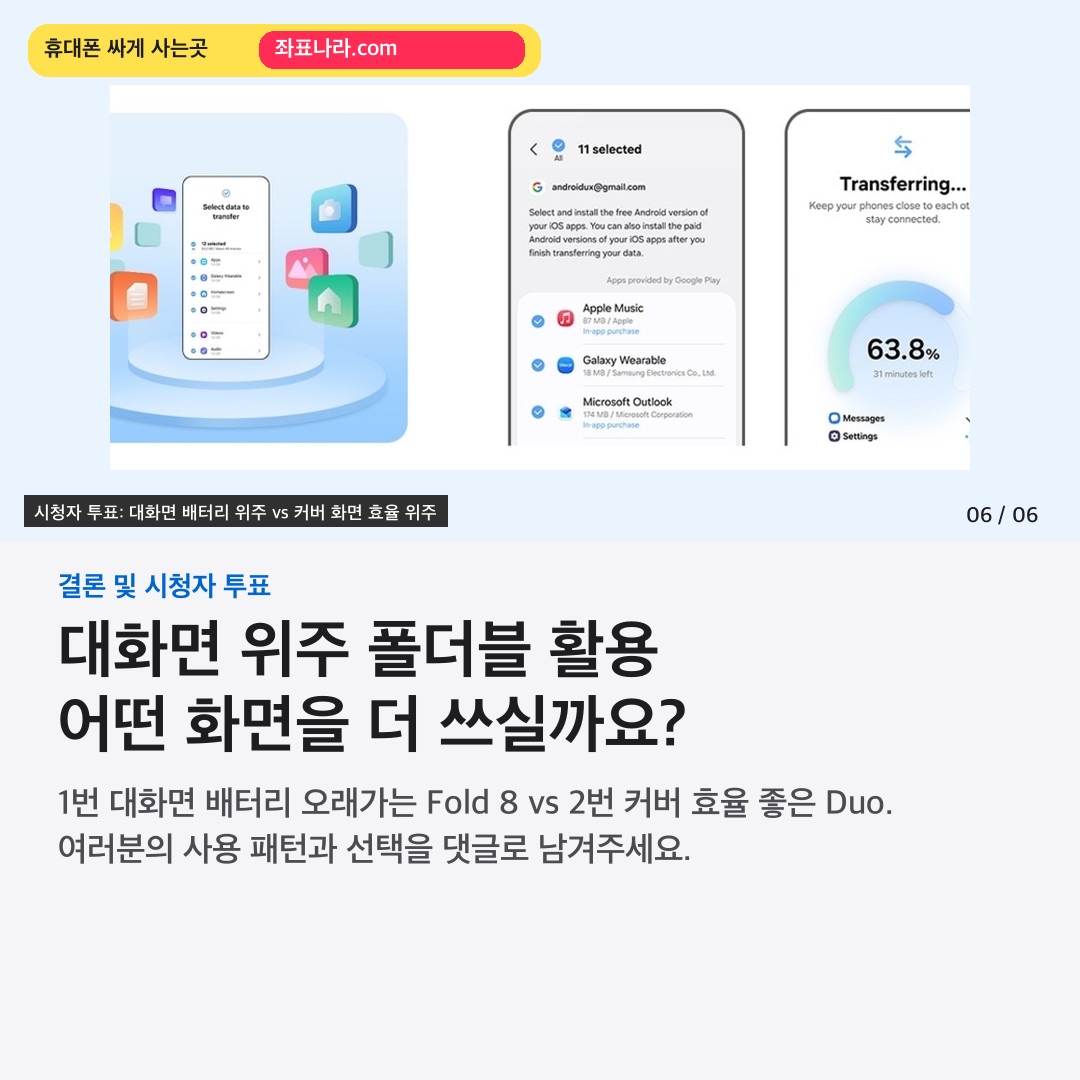 휴대폰 싸게 사는곳
좌표나라.com
Select data to
transfer
12 selected
Apps
Galaxy Wearable
Homescreen
Settings
Videos
Audio
All
11 selected
androidux@gmail.com
Select and install the free Android version of
your iOS apps. You can also install the paid
Android versions of your iOS apps after you
finish transferring your data.
Apps provided by Google Play
Apple Music
87 MB / Apple
In-app purchase
Galaxy Wearable
18 MB / Samsung Electronics Co., Ltd.
Microsoft Outlook
174 MB / Microsoft Corporation
In-app purchase
Transferring...
Keep your phones close to each ot
stay connected.
63.8%
31 minutes left
Messages
Settings
시청자 투표: 대화면 배터리 위주 vs 커버 화면 효율 위주
06 / 06
결론 및 시청자 투표
대화면 위주 폴더블 활용
어떤 화면을 더 쓰실까요?
1번 대화면 배터리 오래가는 Fold 8 vs 2번 커버 효율 좋은 Duo.
여러분의 사용 패턴과 선택을 댓글로 남겨주세요.